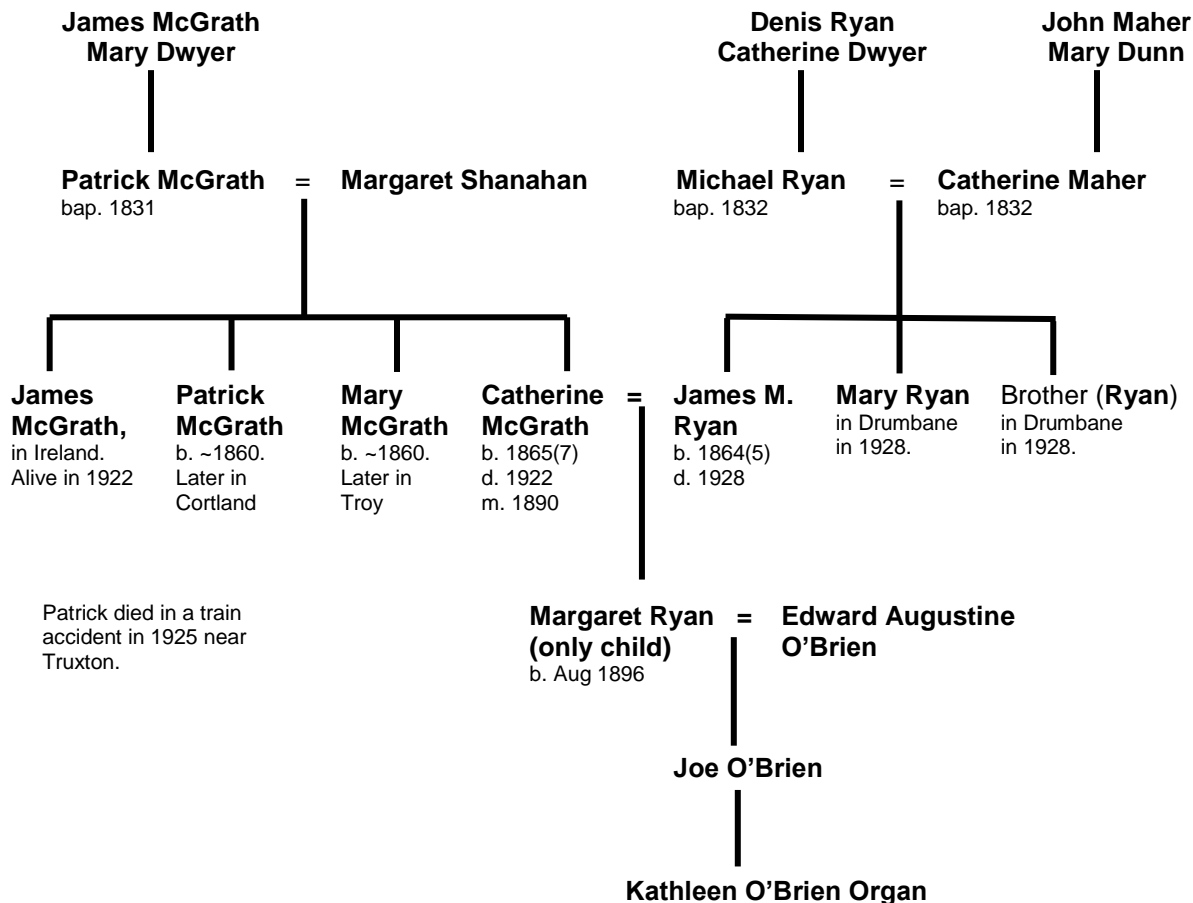 James McGrath
Mary Dwyer
Denis Ryan
Catherine Dwyer
John Maher
Mary Dunn
Patrick McGrath = Margaret Shanahan
bap. 1831
Michael Ryan = Catherine Maher
bap. 1832
bap. 1832
James
McGrath,
in Ireland.
Alive in 1922
Patrick
McGrath
b. ~1860.
Later in
Cortland
Mary
McGrath
b. ~1860.
Later in
Troy
Catherine =
McGrath
b. 1865(7)
d. 1922
m. 1890
James M.
Ryan
b. 1864(5)
d. 1928
Mary Ryan
in Drumbane
in 1928.
Brother (Ryan)
in Drumbane
in 1928.
Patrick died in a train
accident in 1925 near
Truxton.
Margaret Ryan =
(only child)
b. Aug 1896
Edward Augustine
O’Brien
Joe O’Brien
Kathleen O’Brien Organ